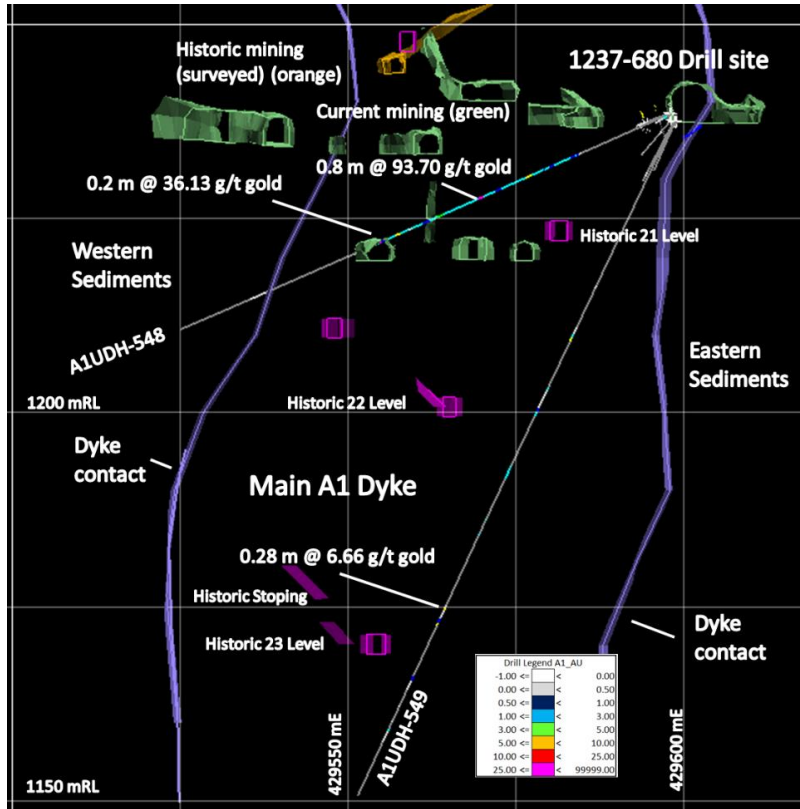 Historic mining
(surveyed) (orange)
1237-680 Drill site
Current mining (green)
0.8 m @ 93.70 g/t gold
0.2 m @ 36.13 g/t gold
Historic 21 Level
Western
Sediments
A1UDH-548
Eastern
Sediments
1200 mRL
Historic 22 Level
Dyke
contact
Main A1 Dyke
0.28 m @ 6.66 g/t gold
Historic Stoping
Historic 23 Level
Dyke
contact
Drill Legend A1_AU
-1.00 <= < 0.00
0.00 <= < 0.50
0.50 <= < 1.00
1.00 <= < 3.00
3.00 <= < 5.00
5.00 <= < 10.00
10.00 <= < 25.00
25.00 <= < 99999.00
429550 mE
A1UDH-549
429600 mE
1150 mRL